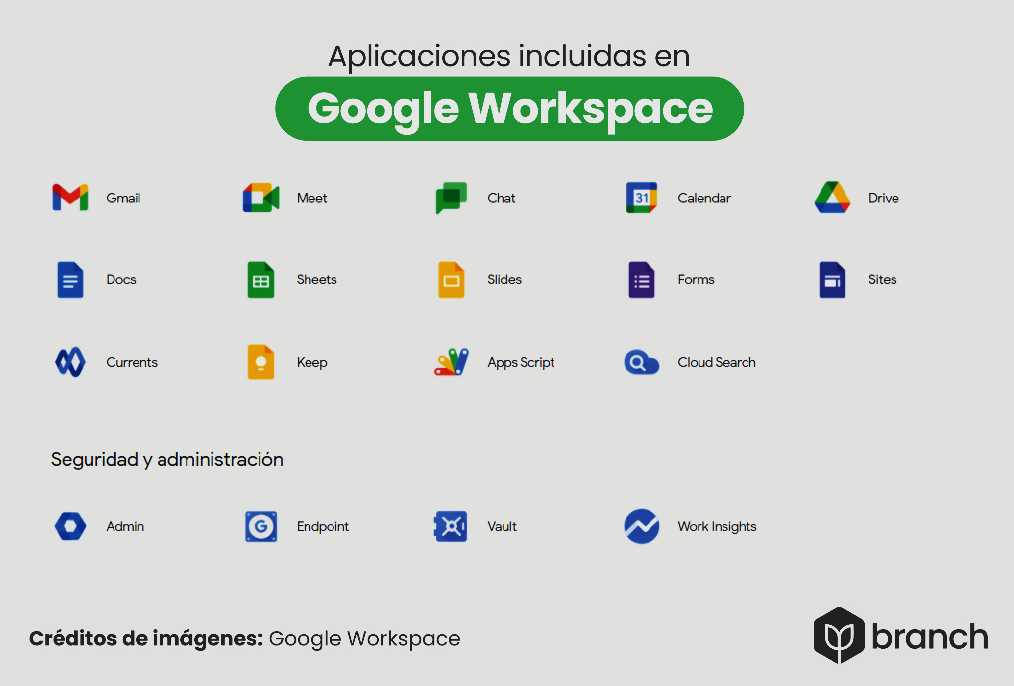 Aplicaciones incluidas en
Google Workspace
Gmail Meet Chat Calendar Drive
31
Docs Sheets Slides Forms Sites
Currents Keep Apps Script Cloud Search
Seguridad y administración
Admin Endpoint Vault Work Insights
G
Créditos de imágenes: Google Workspace
branch